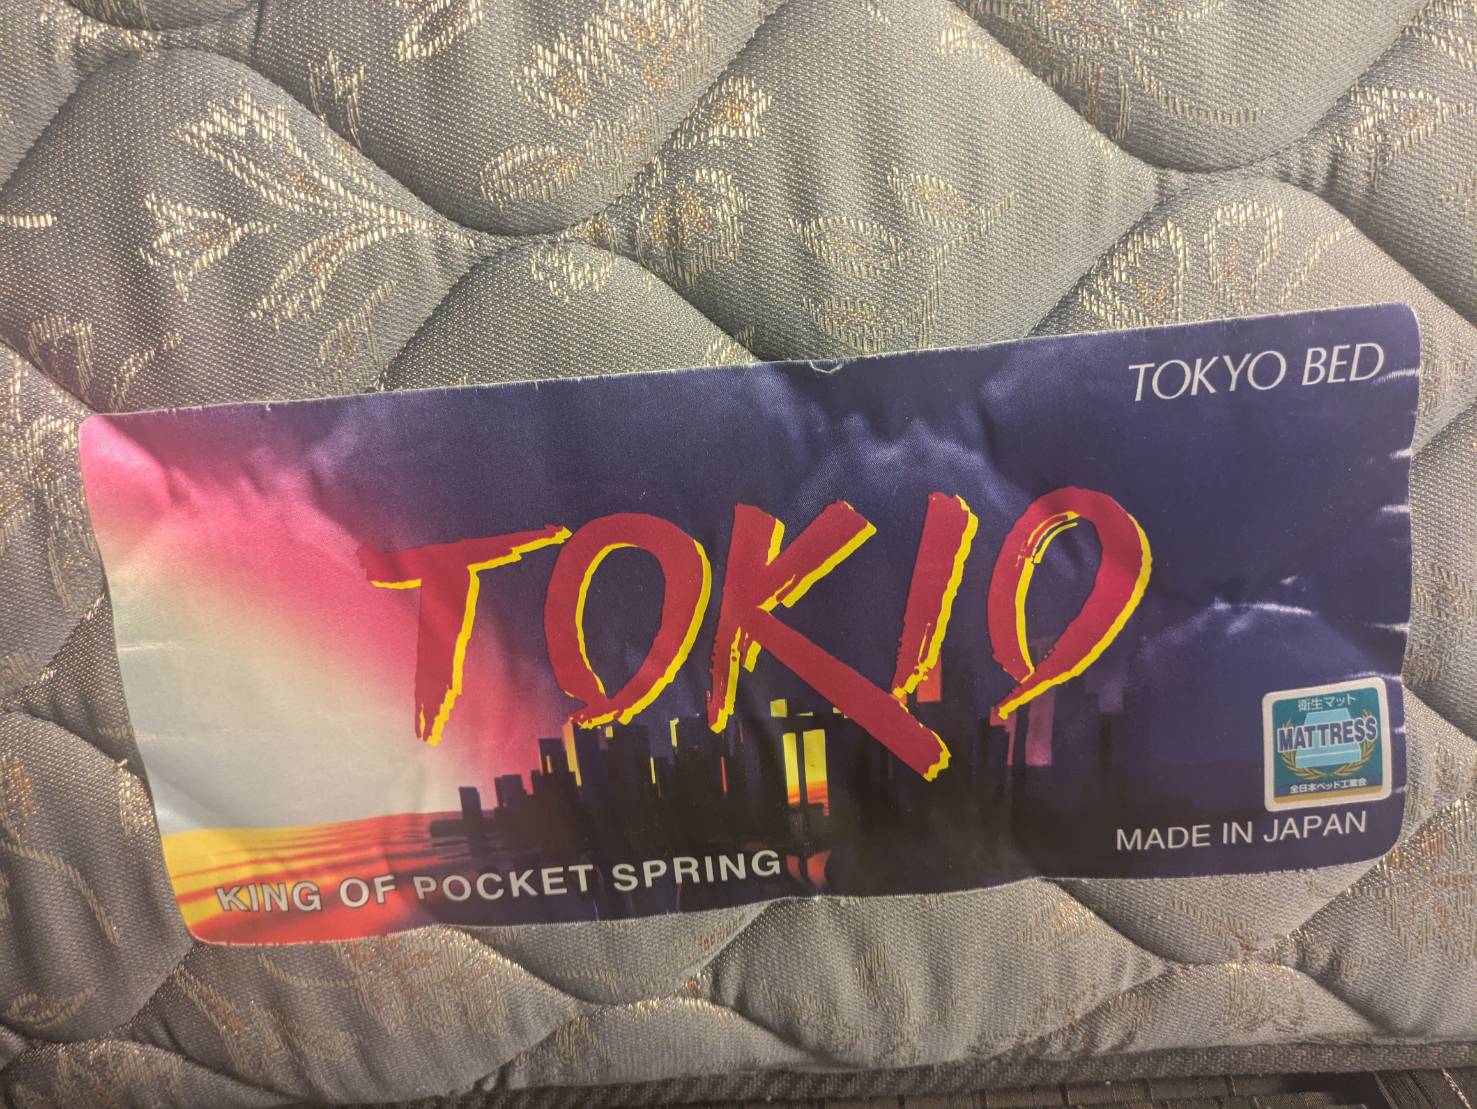 TOKYO BED
TOKIO
衛生マット
MATTRESS
全日本ベッド工業会
MADE IN JAPAN
KING OF POCKET SPRING